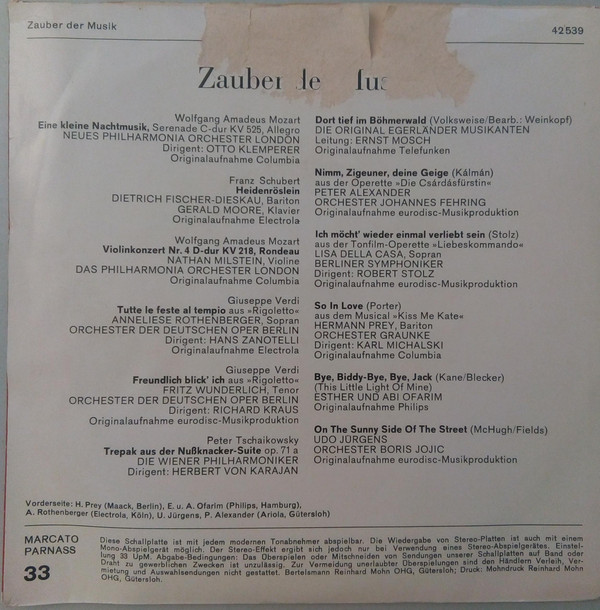 Zauber der Musik
42539
Zauber
Wolfgang Amadeus Mozart
Eine kleine Nachtmusik, Serenade C-dur KV 525, Allegro
NEUES PHILHARMONIA ORCHESTER LONDON
Dirigent: OTTO KLEMPERER
Originalaufnahme Columbia
Franz Schubert
Heidenröslein
DIETRICH FISCHER-DIESKAU, Bariton
GERALD MOORE, Klavier
Originalaufnahme Electrola
Wolfgang Amadeus Mozart
Violinkonzert Nr. 4 D-dur KV 218, Rondeau
NATHAN MILSTEIN, Violine
DAS PHILHARMONIA ORCHESTER LONDON
Originalaufnahme Columbia
Giuseppe Verdi
Tutte le feste al tempio aus »Rigoletto«
ANNELIESE ROTHENBERGER, Sopran
ORCHESTER DER DEUTSCHEN OPER BERLIN
Dirigent: HANS ZANOTELLI
Originalaufnahme Electrola
Giuseppe Verdi
Freundlich blick' ich aus »Rigoletto«
FRITZ WUNDERLICH, Tenor
ORCHESTER DER DEUTSCHEN OPER BERLIN
Dirigent: RICHARD KRAUS
Originalaufnahme eurodisc-Musikproduktion
Peter Tschaikowsky
Trepak aus der Nußknacker-Suite op. 71 a
DIE WIENER PHILHARMONIKER
Dirigent: HERBERT VON KARAJAN
Dort tief im Böhmerwald (Volksweise/Bearb.: Weinkopf)
DIE ORIGINAL EGERLÄNDER MUSIKANTEN
Leitung: ERNST MOSCH
Originalaufnahme Telefunken
Nimm, Zigeuner, deine Geige (Kálmán)
aus der Operette »Die Csárdásfürstin«
PETER ALEXANDER
ORCHESTER JOHANNES FEHRING
Originalaufnahme eurodisc-Musikproduktion
Ich möcht' wieder einmal verliebt sein (Stolz)
aus der Tonfilm-Operette »Liebeskommando«
LISA DELLA CASA, Sopran
BERLINER SYMPHONIKER
Dirigent: ROBERT STOLZ
Originalaufnahme eurodisc-Musikproduktion
So In Love (Porter)
aus dem Musical »Kiss Me Kate«
HERMANN PREY, Bariton
ORCHESTER GRAUNKE
Dirigent: KARL MICHALSKI
Originalaufnahme Columbia
Bye, Biddy-Bye, Bye, Jack (Kane/Blecker)
(This Little Light Of Mine)
ESTHER UND ABI OFARIM
Originalaufnahme Philips
On The Sunny Side Of The Street (McHugh/Fields)
UDO JÜRGENS
ORCHESTER BORIS JOJIC
Originalaufnahme eurodisc-Musikproduktion
Vorderseite: H. Prey (Maack, Berlin), E. u. A. Ofarim (Philips, Hamburg),
A. Rothenberger (Electrola, Köln), U. Jürgens, P. Alexander (Ariola, Gütersloh)
MARCATO
PARNASS
33
Diese Schallplatte ist mit jedem modernen Tonabnehmer abspielbar. Die Wiedergabe von Stereo-Platten ist auch mit einem
Mono-Abspielgerät möglich. Der Stereo-Effekt ergibt sich jedoch nur bei Verwendung eines Stereo-Abspielgerätes. Einstel-
lung 33 UpM. Abgabe-Bedingungen: Das Überspielen oder Mitschneiden von Sendungen unserer Schallplatten auf Band oder
Draht zu gewerblichen Zwecken ist unzulässig. Zur Vermeidung unerlaubter Überspielungen sind den Händlern Verleih, Ver-
mietung und Auswahlsendungen nicht gestattet. Bertelsmann Reinhard Mohn OHG, Gütersloh; Druck: Mohndruck Reinhard Mohn
OHG, Gütersloh.